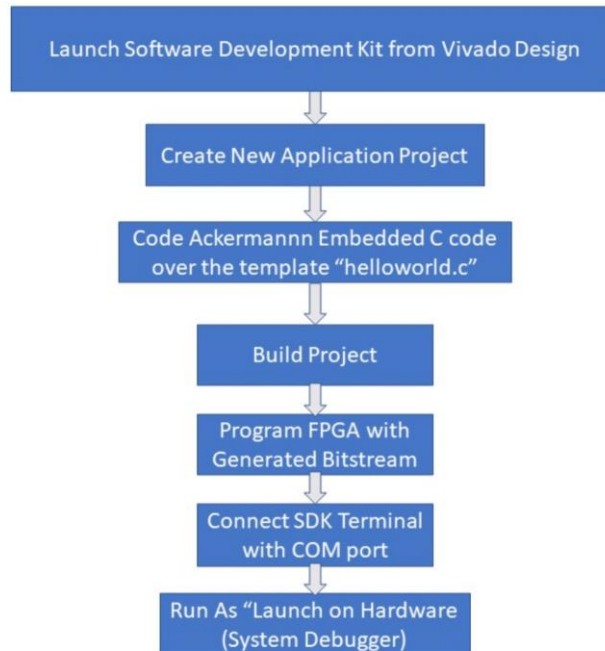 Launch Software Development Kit from Vivado Design
Create New Application Project
Code Ackermannn Embedded C code
over the template “helloworld.c”
Build Project
Program FPGA with
Generated Bitstream
Connect SDK Terminal
with COM port
Run As “Launch on Hardware
(System Debugger)